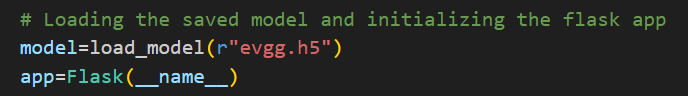 # Loading the saved model and initializing the flask app
model=load_model(r"evgg.h5")
app=Flask(__name__)